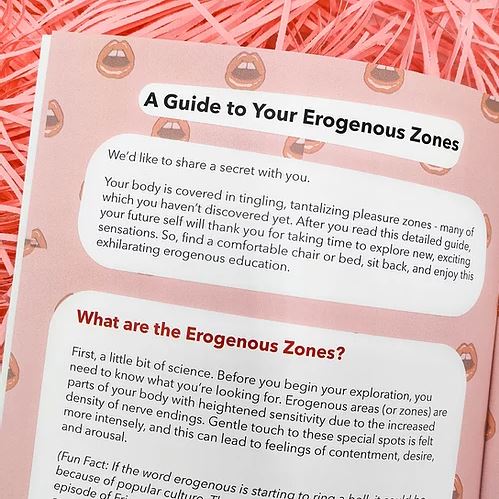 A Guide to Your Erogenous Zones
We'd like to share a secret with you.
Your body is covered in tingling, tantalizing pleasure zones - many of
which you haven't discovered yet. After you read this detailed guide,
your future self will thank you for taking time to explore new, exciting
sensations. So, find a comfortable chair or bed, sit back, and enjoy this
exhilarating erogenous education.
What are the Erogenous Zones?
First, a little bit of science. Before you begin your exploration, you
need to know what you're looking for. Erogenous areas (or zones) are
parts of your body with heightened sensitivity due to the increased
density of nerve endings. Gentle touch to these special spots is felt
more intensely, and this can lead to feelings of contentment, desire,
and arousal.
(Fun Fact: If the word erogenous is starting to ring a bell, it could be
because of popular culture.
episode of